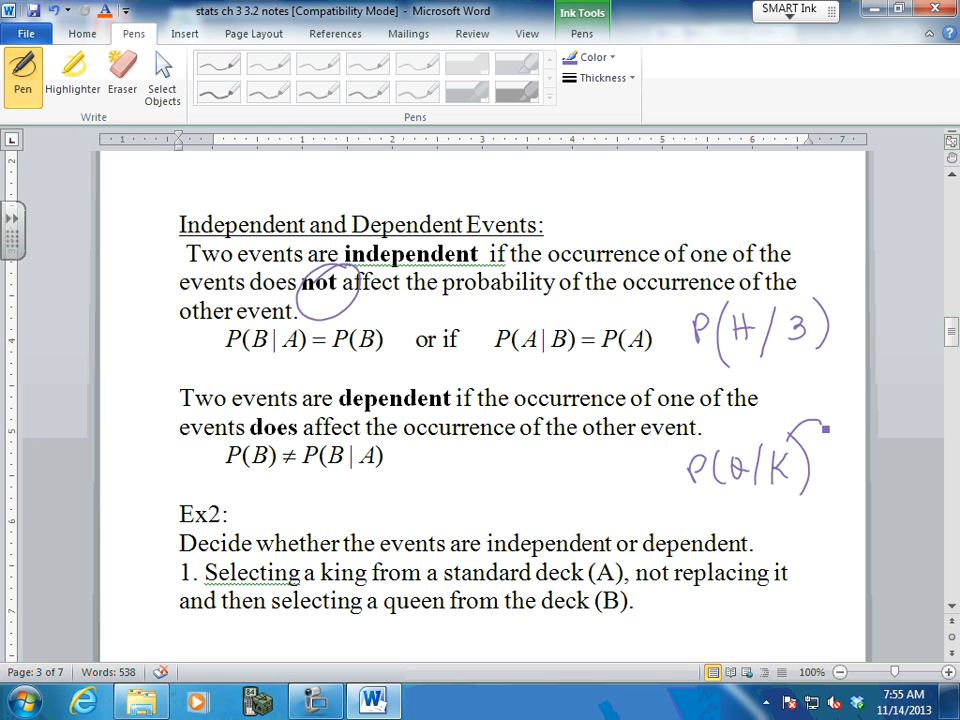 stats ch 3 3.2 notes [Compatibility Mode] - Microsoft Word
Ink Tools
SMART Ink
File Home Pens Insert Page Layout References Mailings Review View Pens
Pen Highlighter Eraser Select Objects
Color
Thickness
Write
Pens
Independent and Dependent Events:
Two events are independent if the occurrence of one of the
events does not affect the probability of the occurrence of the
other event.
P(B | A) = P(B) or if P(A | B) = P(A)
P(H/3)
Two events are dependent if the occurrence of one of the
events does affect the occurrence of the other event.
P(B) ≠ P(B | A)
P(Q/K)
Ex2:
Decide whether the events are independent or dependent.
1. Selecting a king from a standard deck (A), not replacing it
and then selecting a queen from the deck (B).
Page: 3 of 7 Words: 538 100%
7:55 AM
11/14/2013